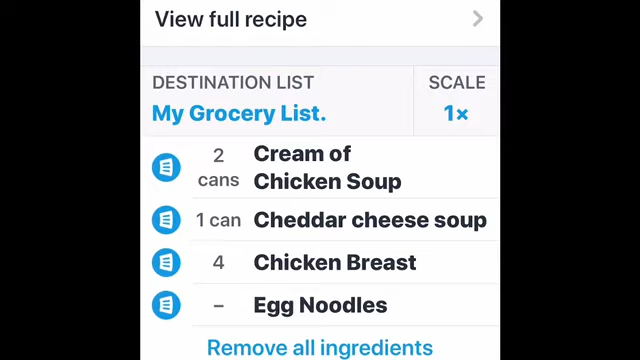 View full recipe
DESTINATION LIST
SCALE
My Grocery List.
1×
2 cans
Cream of
Chicken Soup
1 can Cheddar cheese soup
4 Chicken Breast
– Egg Noodles
Remove all ingredients